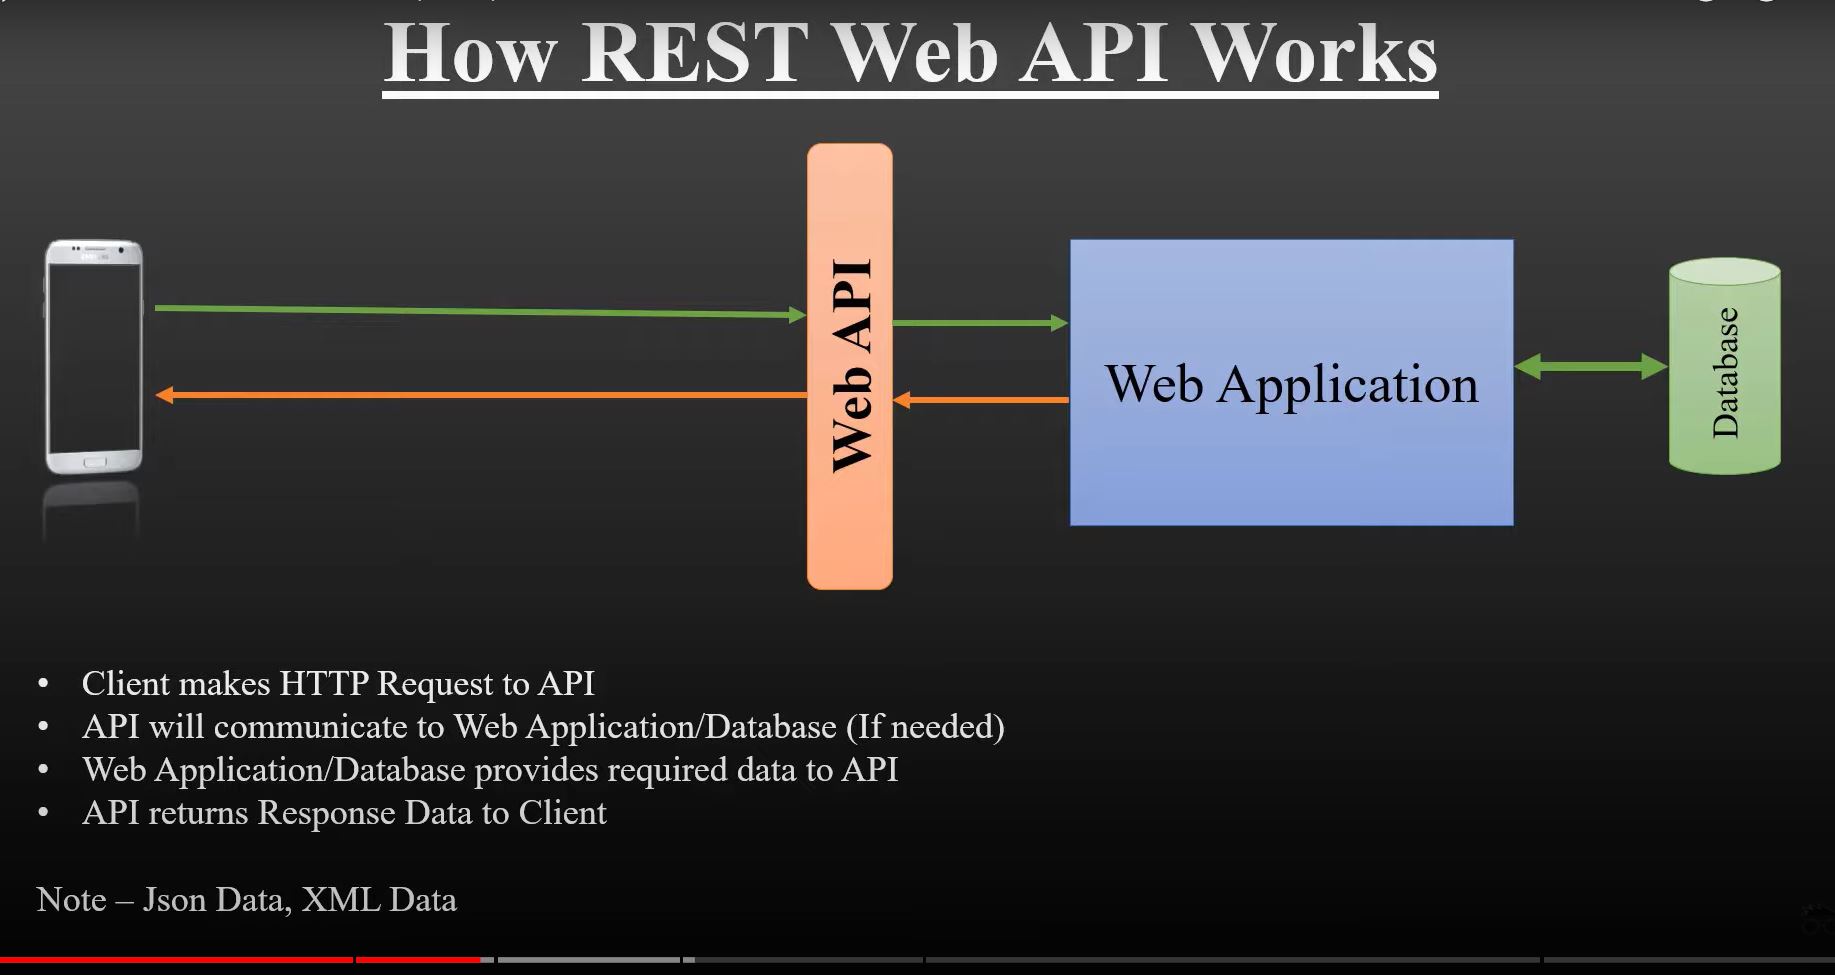 How REST Web API Works
Web API
Web Application
Database
• Client makes HTTP Request to API
• API will communicate to Web Application/Database (If needed)
• Web Application/Database provides required data to API
• API returns Response Data to Client
Note – Json Data, XML Data